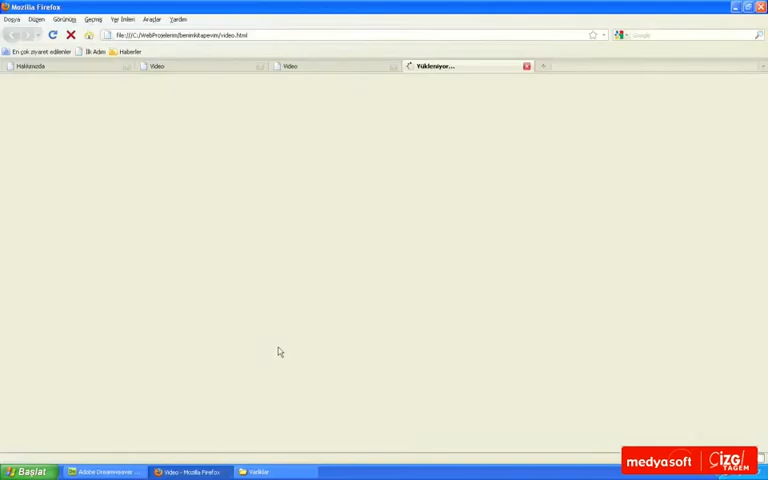 Mozilla Firefox
Dosya Düzen Görünüm Geçmiş Yer İmleri Araçlar Yardım
file:///C:/WebProjelerim/benimkitapevim/video.html
Google
En çok ziyaret edilenler İlk Adım Haberler
Hakkımızda Video Video Yükleniyor...
Başlat Adobe Dreamweaver ... Video - Mozilla Firefox Varlıklar
medyasoft ÇİZGİ
TAGEM